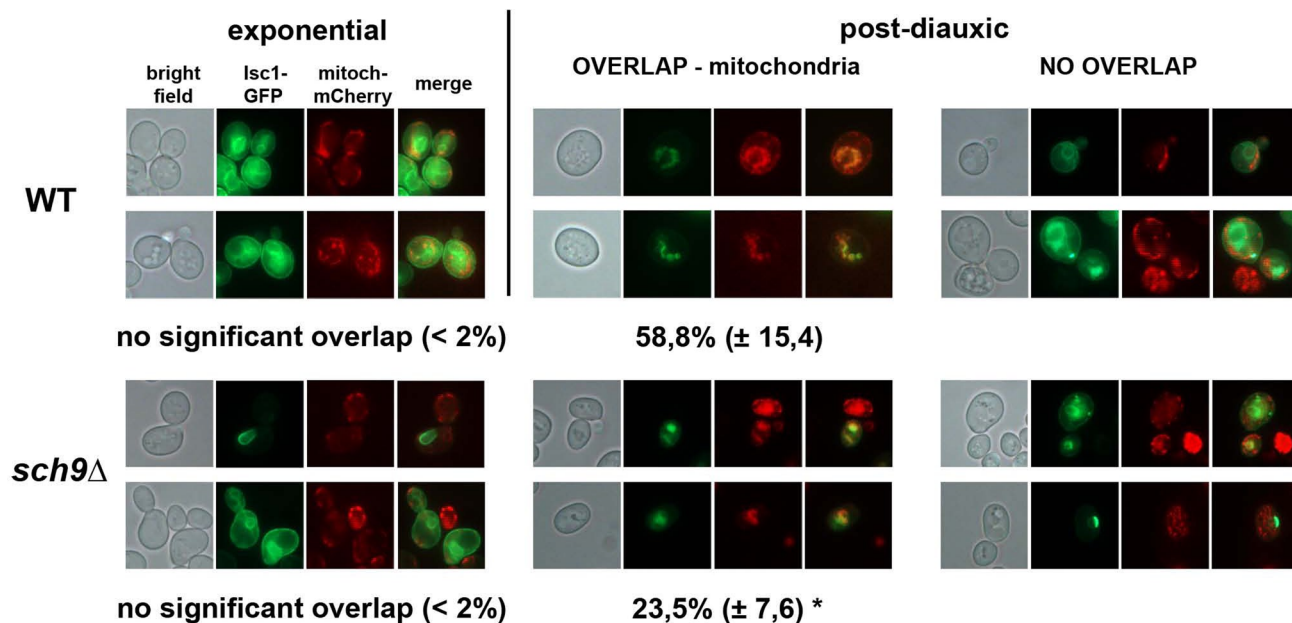 exponential
post-diauxic
OVERLAP - mitochondria
NO OVERLAP
bright
field
Isc1-
GFP
mitoch-
mCherry
merge
WT
no significant overlap (< 2%)
58,8% (± 15,4)
sch9Δ
no significant overlap (< 2%)
23,5% (± 7,6) *